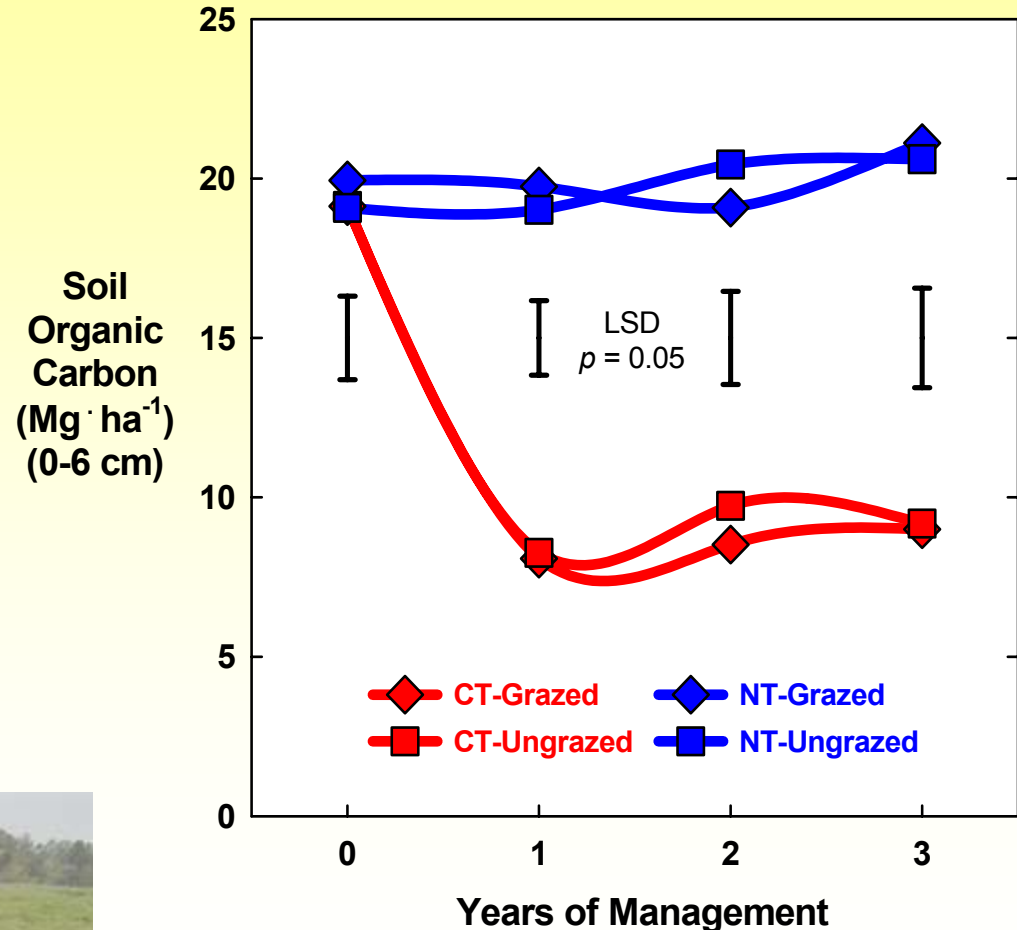 25
20
15
10
5
0
Soil
Organic
Carbon
(Mg · ha⁻¹)
(0-6 cm)
LSD
p = 0.05
CT-Grazed NT-Grazed
CT-Ungrazed NT-Ungrazed
0 1 2 3
Years of Management